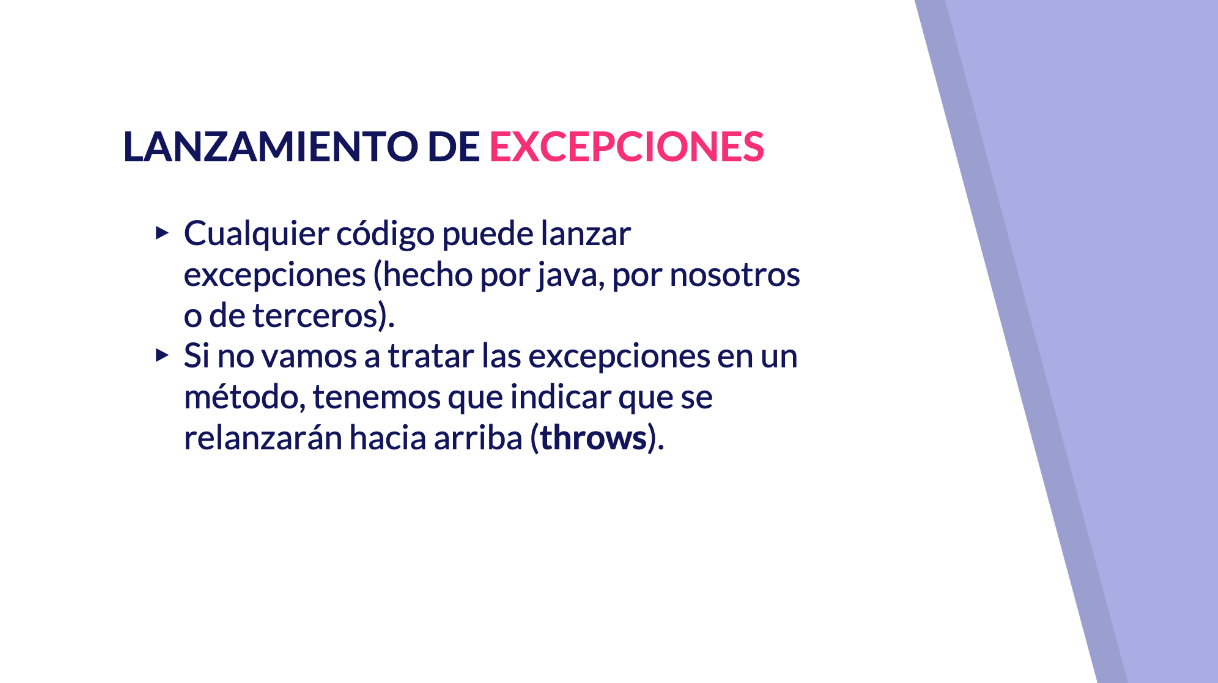 LANZAMIENTO DE EXCEPCIONES
▸ Cualquier código puede lanzar
excepciones (hecho por java, por nosotros
o de terceros).
▸ Si no vamos a tratar las excepciones en un
método, tenemos que indicar que se
relanzarán hacia arriba (throws).